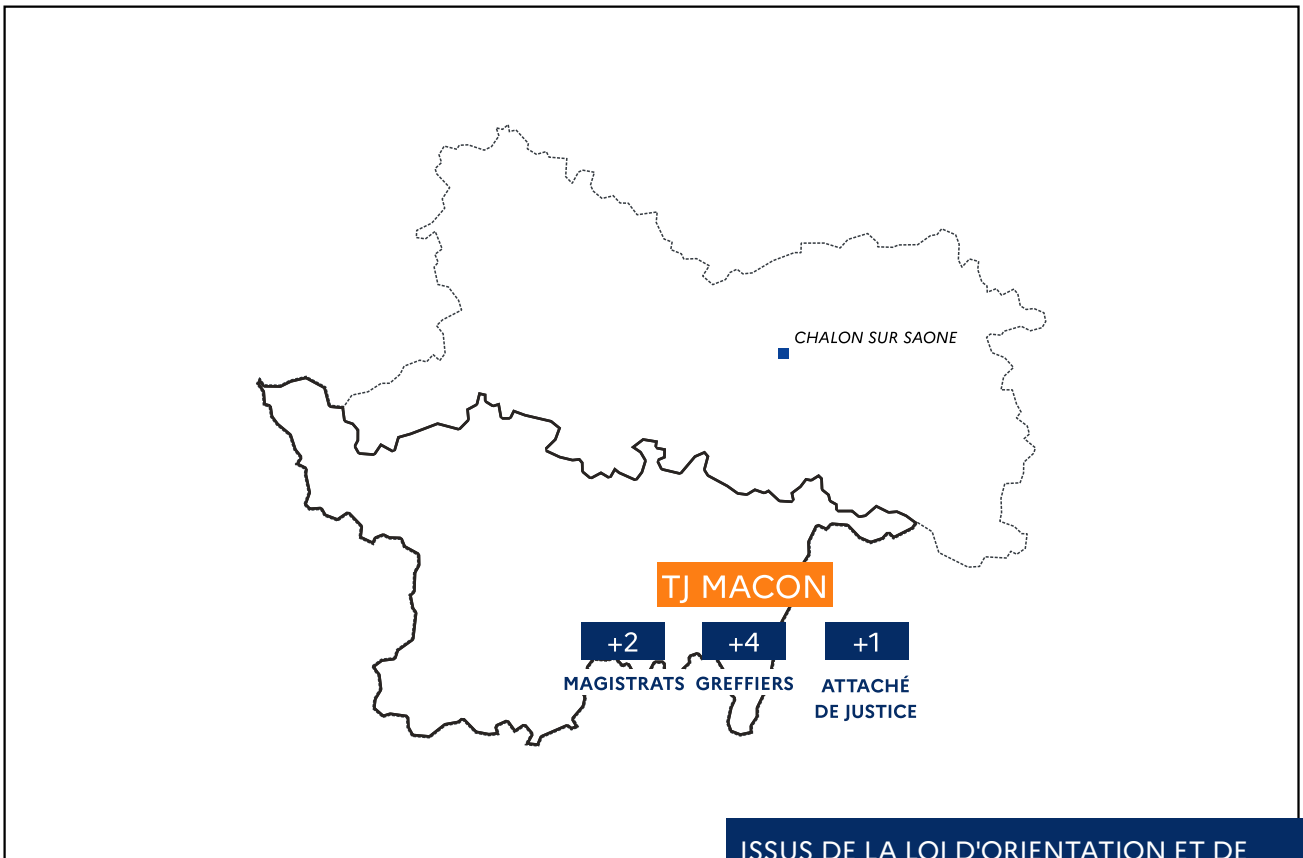 CHALON SUR SAONE
TJ MACON
+2
+4
+1
MAGISTRATS
GREFFIERS
ATTACHÉ
DE JUSTICE
ISSUS DE LA LOI D'ORIENTATION ET DE